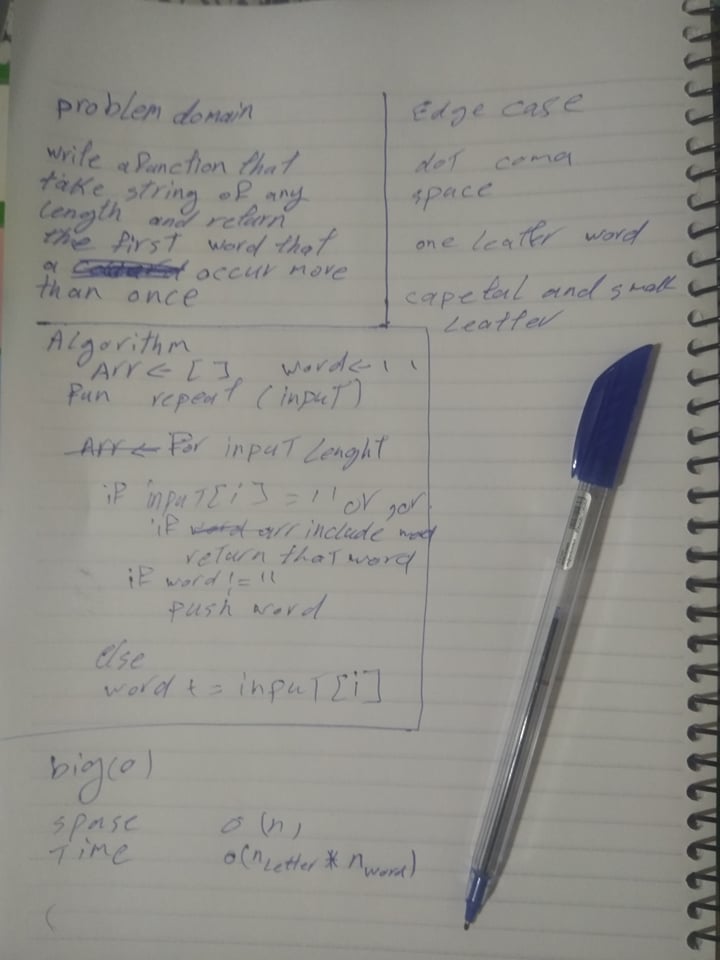 problem domain
write a function that
take string of any
length and return
the first word that
a occur more
than once
Edge case
dot coma
space
one leatter word
capetal and small
Leatter
Algorithm
Arr ← [ ] word ← ' '
Fun repeat (input)
Arr ← For input Lenght
if input[i] = '' or , or .
if word arr include word
return that word
if word != ''
push word
else
word += input[i]
big(o)
spase o(n)
Time o(n Letter * n word)
(